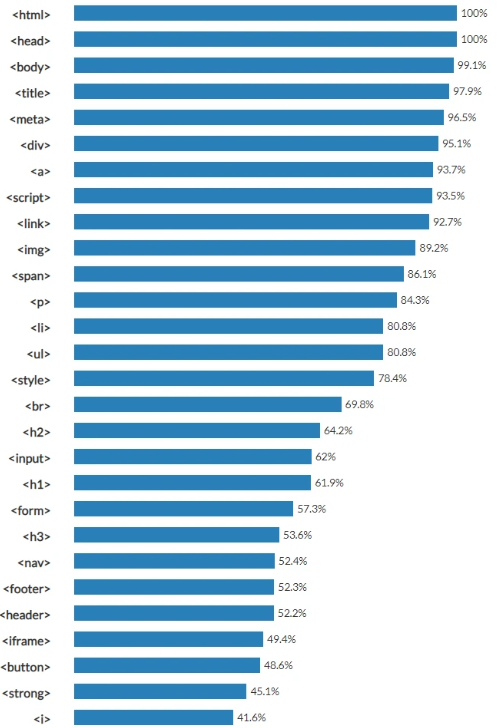 <html> 100%
<head> 100%
<body> 99.1%
<title> 97.9%
<meta> 96.5%
<div> 95.1%
<a> 93.7%
<script> 93.5%
<link> 92.7%
<img> 89.2%
<span> 86.1%
<p> 84.3%
<li> 80.8%
<ul> 80.8%
<style> 78.4%
<br> 69.8%
<h2> 64.2%
<input> 62%
<h1> 61.9%
<form> 57.3%
<h3> 53.6%
<nav> 52.4%
<footer> 52.3%
<header> 52.2%
<iframe> 49.4%
<button> 48.6%
<strong> 45.1%
<i> 41.6%